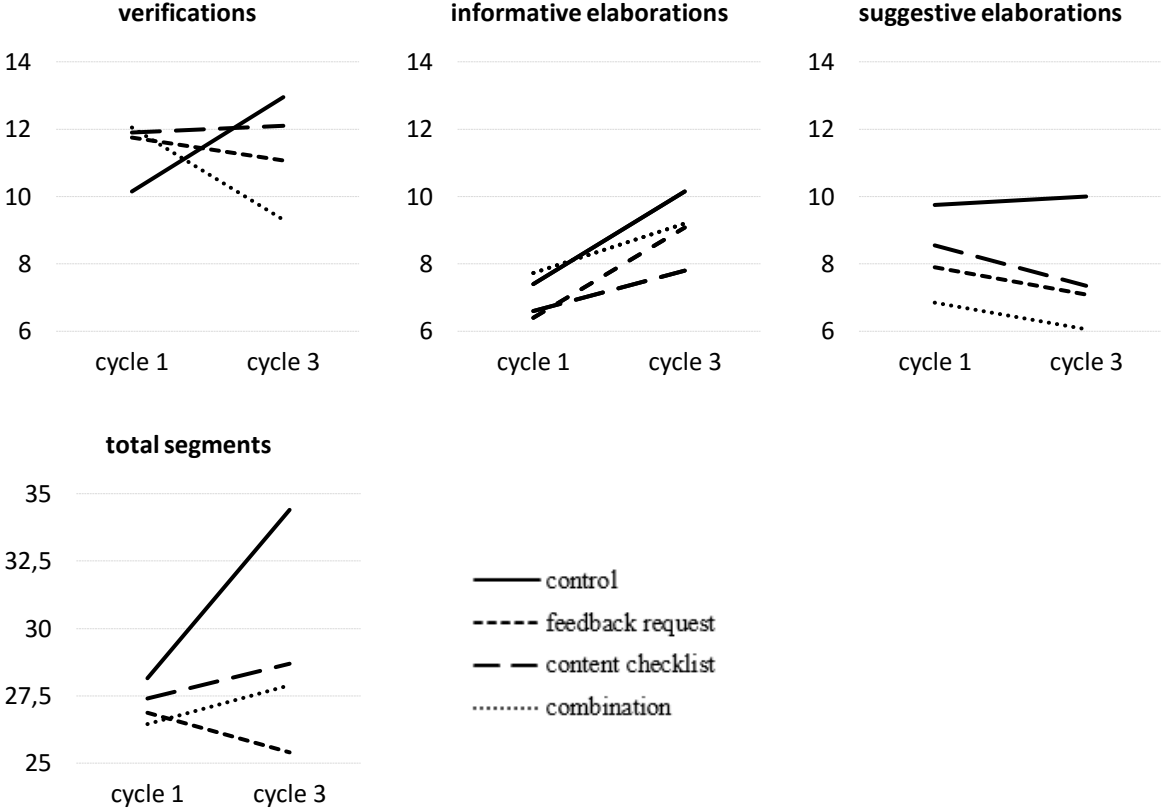 verifications
14
12
10
8
6
cycle 1 cycle 3
informative elaborations
14
12
10
8
6
cycle 1 cycle 3
suggestive elaborations
14
12
10
8
6
cycle 1 cycle 3
total segments
35
32,5
30
27,5
25
cycle 1 cycle 3
control
feedback request
content checklist
combination